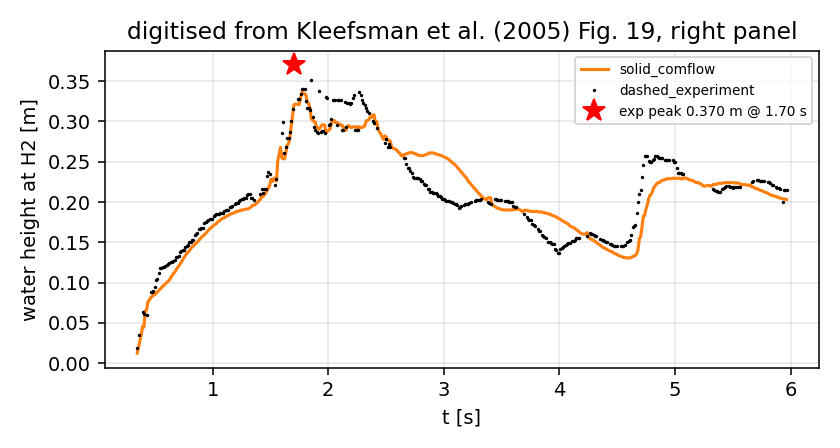 digitised from Kleefsman et al. (2005) Fig. 19, right panel
solid_comflow
dashed_experiment
exp peak 0.370 m @ 1.70 s
water height at H2 [m]
0.35
0.30
0.25
0.20
0.15
0.10
0.05
0.00
1 2 3 4 5 6
t [s]